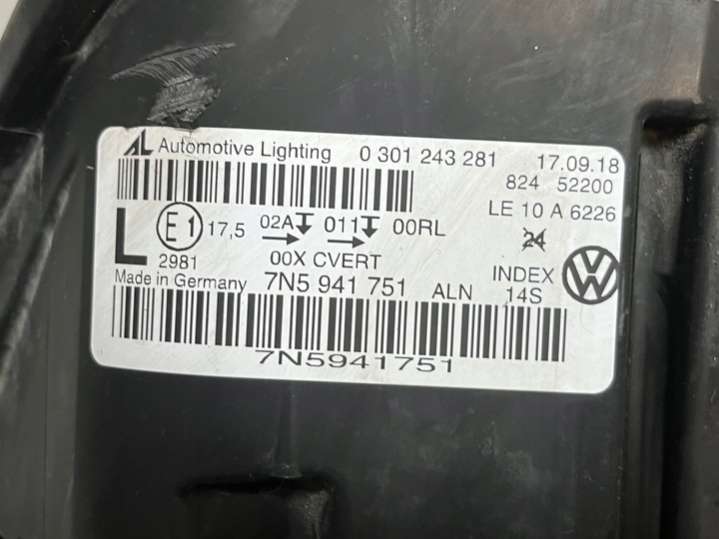 AL Automotive Lighting 0 301 243 281 17.09.18
824 52200
LE 10 A 6226
L E1 17,5 02A 011 00RL
24
2981 00X CVERT
Made in Germany 7N5 941 751 ALN INDEX 14S VW
7N5941751